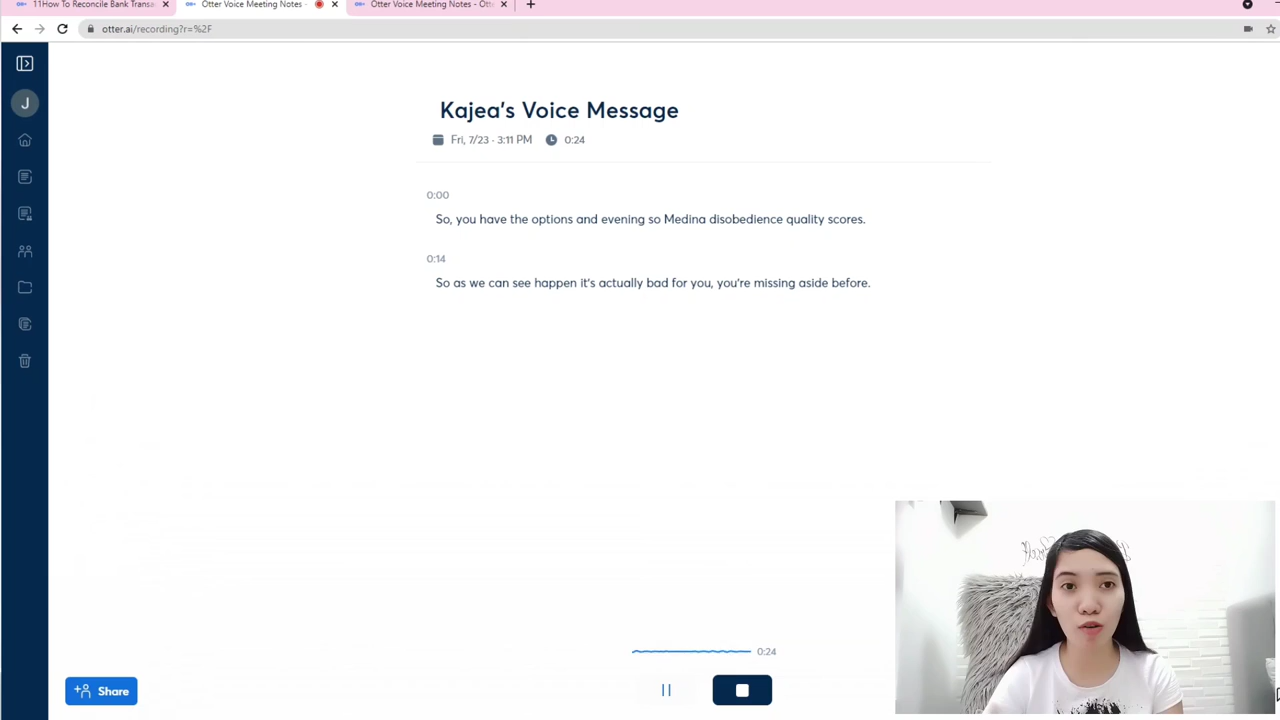 11How To Reconcile Bank Transa
Otter Voice Meeting Notes -
Otter Voice Meeting Notes - Ott
otter.ai/recording?r=%2F
J
Kajea's Voice Message
Fri, 7/23 · 3:11 PM 0:24
0:00
So, you have the options and evening so Medina disobedience quality scores.
0:14
So as we can see happen it's actually bad for you, you're missing aside before.
0:24
Share